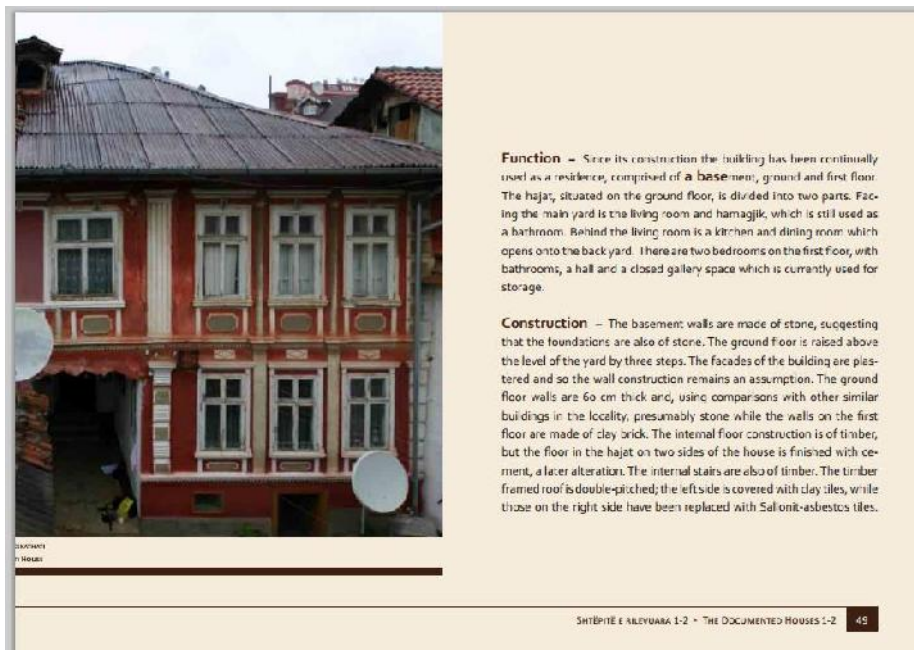 Function – Since its construction the building has been continually
used as a residence, comprised of a basement, ground and first floor.
The hajat, situated on the ground floor, is divided into two parts. Fac-
ing the main yard is the living room and hamagjik, which is still used as
a bathroom. Behind the living room is a kitchen and dining room which
opens onto the back yard. There are two bedrooms on the first floor, with
bathrooms, a hall and a closed gallery space which is currently used for
storage.
Construction – The basement walls are made of stone, suggesting
that the foundations are also of stone. The ground floor is raised above
the level of the yard by three steps. The facades of the building are plas-
tered and so the wall construction remains an assumption. The ground
floor walls are 60 cm thick and, using comparisons with other similar
buildings in the locality, presumably stone while the walls on the first
floor are made of clay brick. The internal floor construction is of timber,
but the floor in the hajat on two sides of the house is finished with ce-
ment, a later alteration. The internal stairs are also of timber. The timber
framed roof is double-pitched; the left side is covered with clay tiles, while
those on the right side have been replaced with Salonit-asbestos tiles.
House
Shtëpitë e rilevuara 1-2 • The Documented Houses 1-2 49